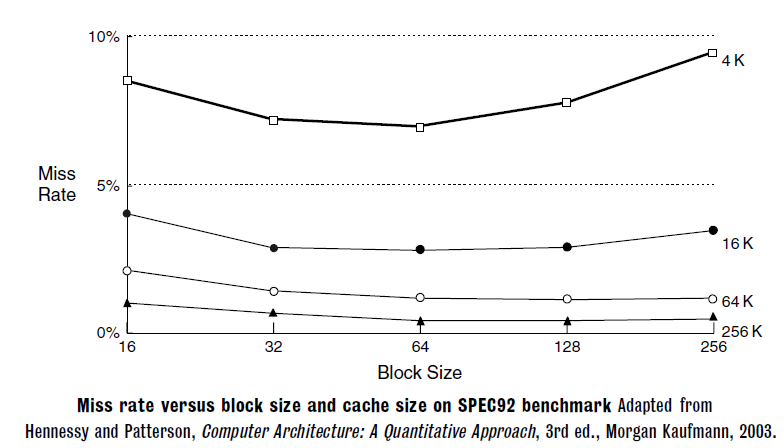 10%
4 K
Miss
Rate
5%
16 K
64 K
0%
256 K
16 32 64 128 256
Block Size
Miss rate versus block size and cache size on SPEC92 benchmark Adapted from
Hennessy and Patterson, Computer Architecture: A Quantitative Approach, 3rd ed., Morgan Kaufmann, 2003.